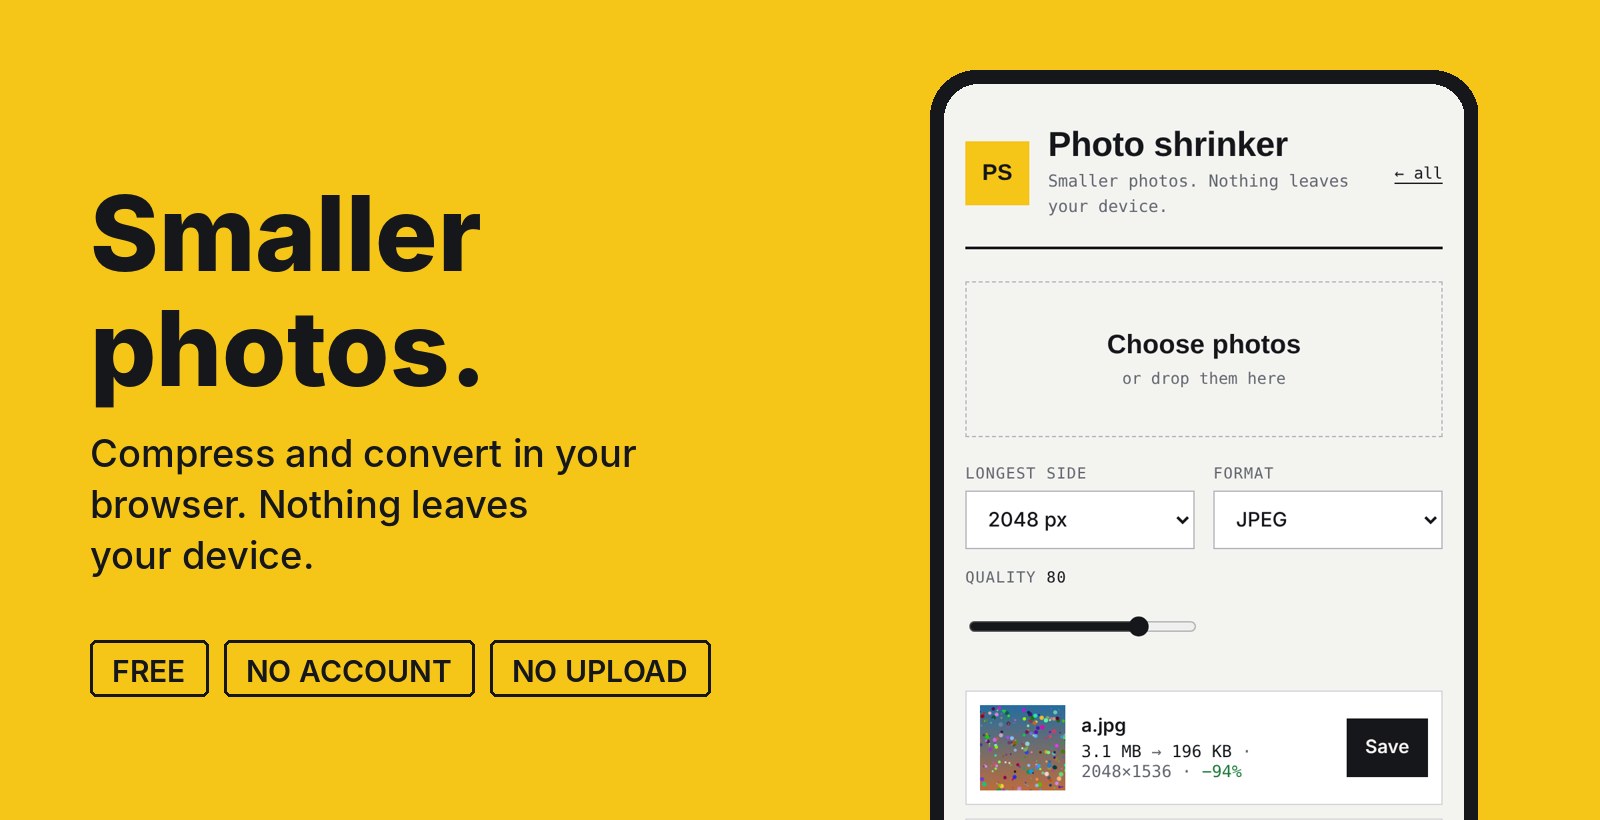 Smaller
photos.
Compress and convert in your
browser. Nothing leaves
your device.
FREE
NO ACCOUNT
NO UPLOAD
PS
Photo shrinker
Smaller photos. Nothing leaves
your device.
← all
Choose photos
or drop them here
LONGEST SIDE
2048 px
FORMAT
JPEG
QUALITY 80
a.jpg
3.1 MB → 196 KB ·
2048×1536 · −94%
Save